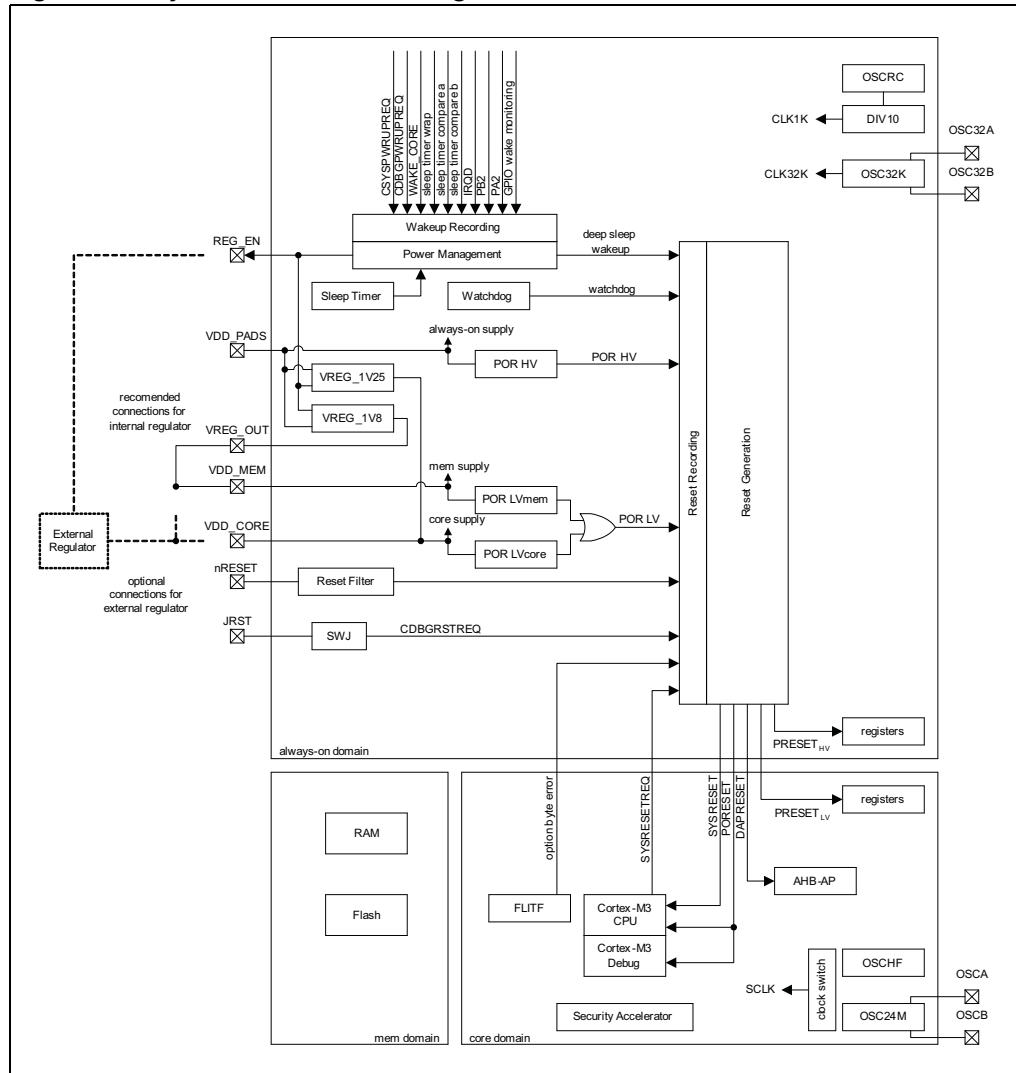 CSYSPWRUPREQ
CDBGPWRUPREQ
WAKE_CORE
sleep timer wrap
sleep timer compare a
sleep timer compare b
IRQD
PB2
PA2
GPIO wake monitoring
OSCRC
CLK1K
DIV10
OSC32A
CLK32K
OSC32K
OSC32B
Wakeup Recording
Power Management
REG_EN
deep sleep
wakeup
Sleep Timer
Watchdog
watchdog
VDD_PADS
always-on supply
POR HV
POR HV
VREG_1V25
VREG_1V8
recomended
connections for
internal regulator
VREG_OUT
VDD_MEM
mem supply
POR LVmem
POR LV
External
Regulator
VDD_CORE
core supply
POR LVcore
optional
connections for
external regulator
nRESET
Reset Filter
JRST
SWJ
CDBGRSTREQ
Reset Recording
Reset Generation
PRESETHV
registers
always-on domain
option byte error
SYSRESETREQ
SYSRESET
PORESET
DAPRESET
PRESETLV
registers
RAM
Flash
mem domain
FLITF
Cortex-M3
CPU
Cortex-M3
Debug
AHB-AP
Security Accelerator
SCLK
clock switch
OSCHF
OSC24M
OSCA
OSCB
core domain